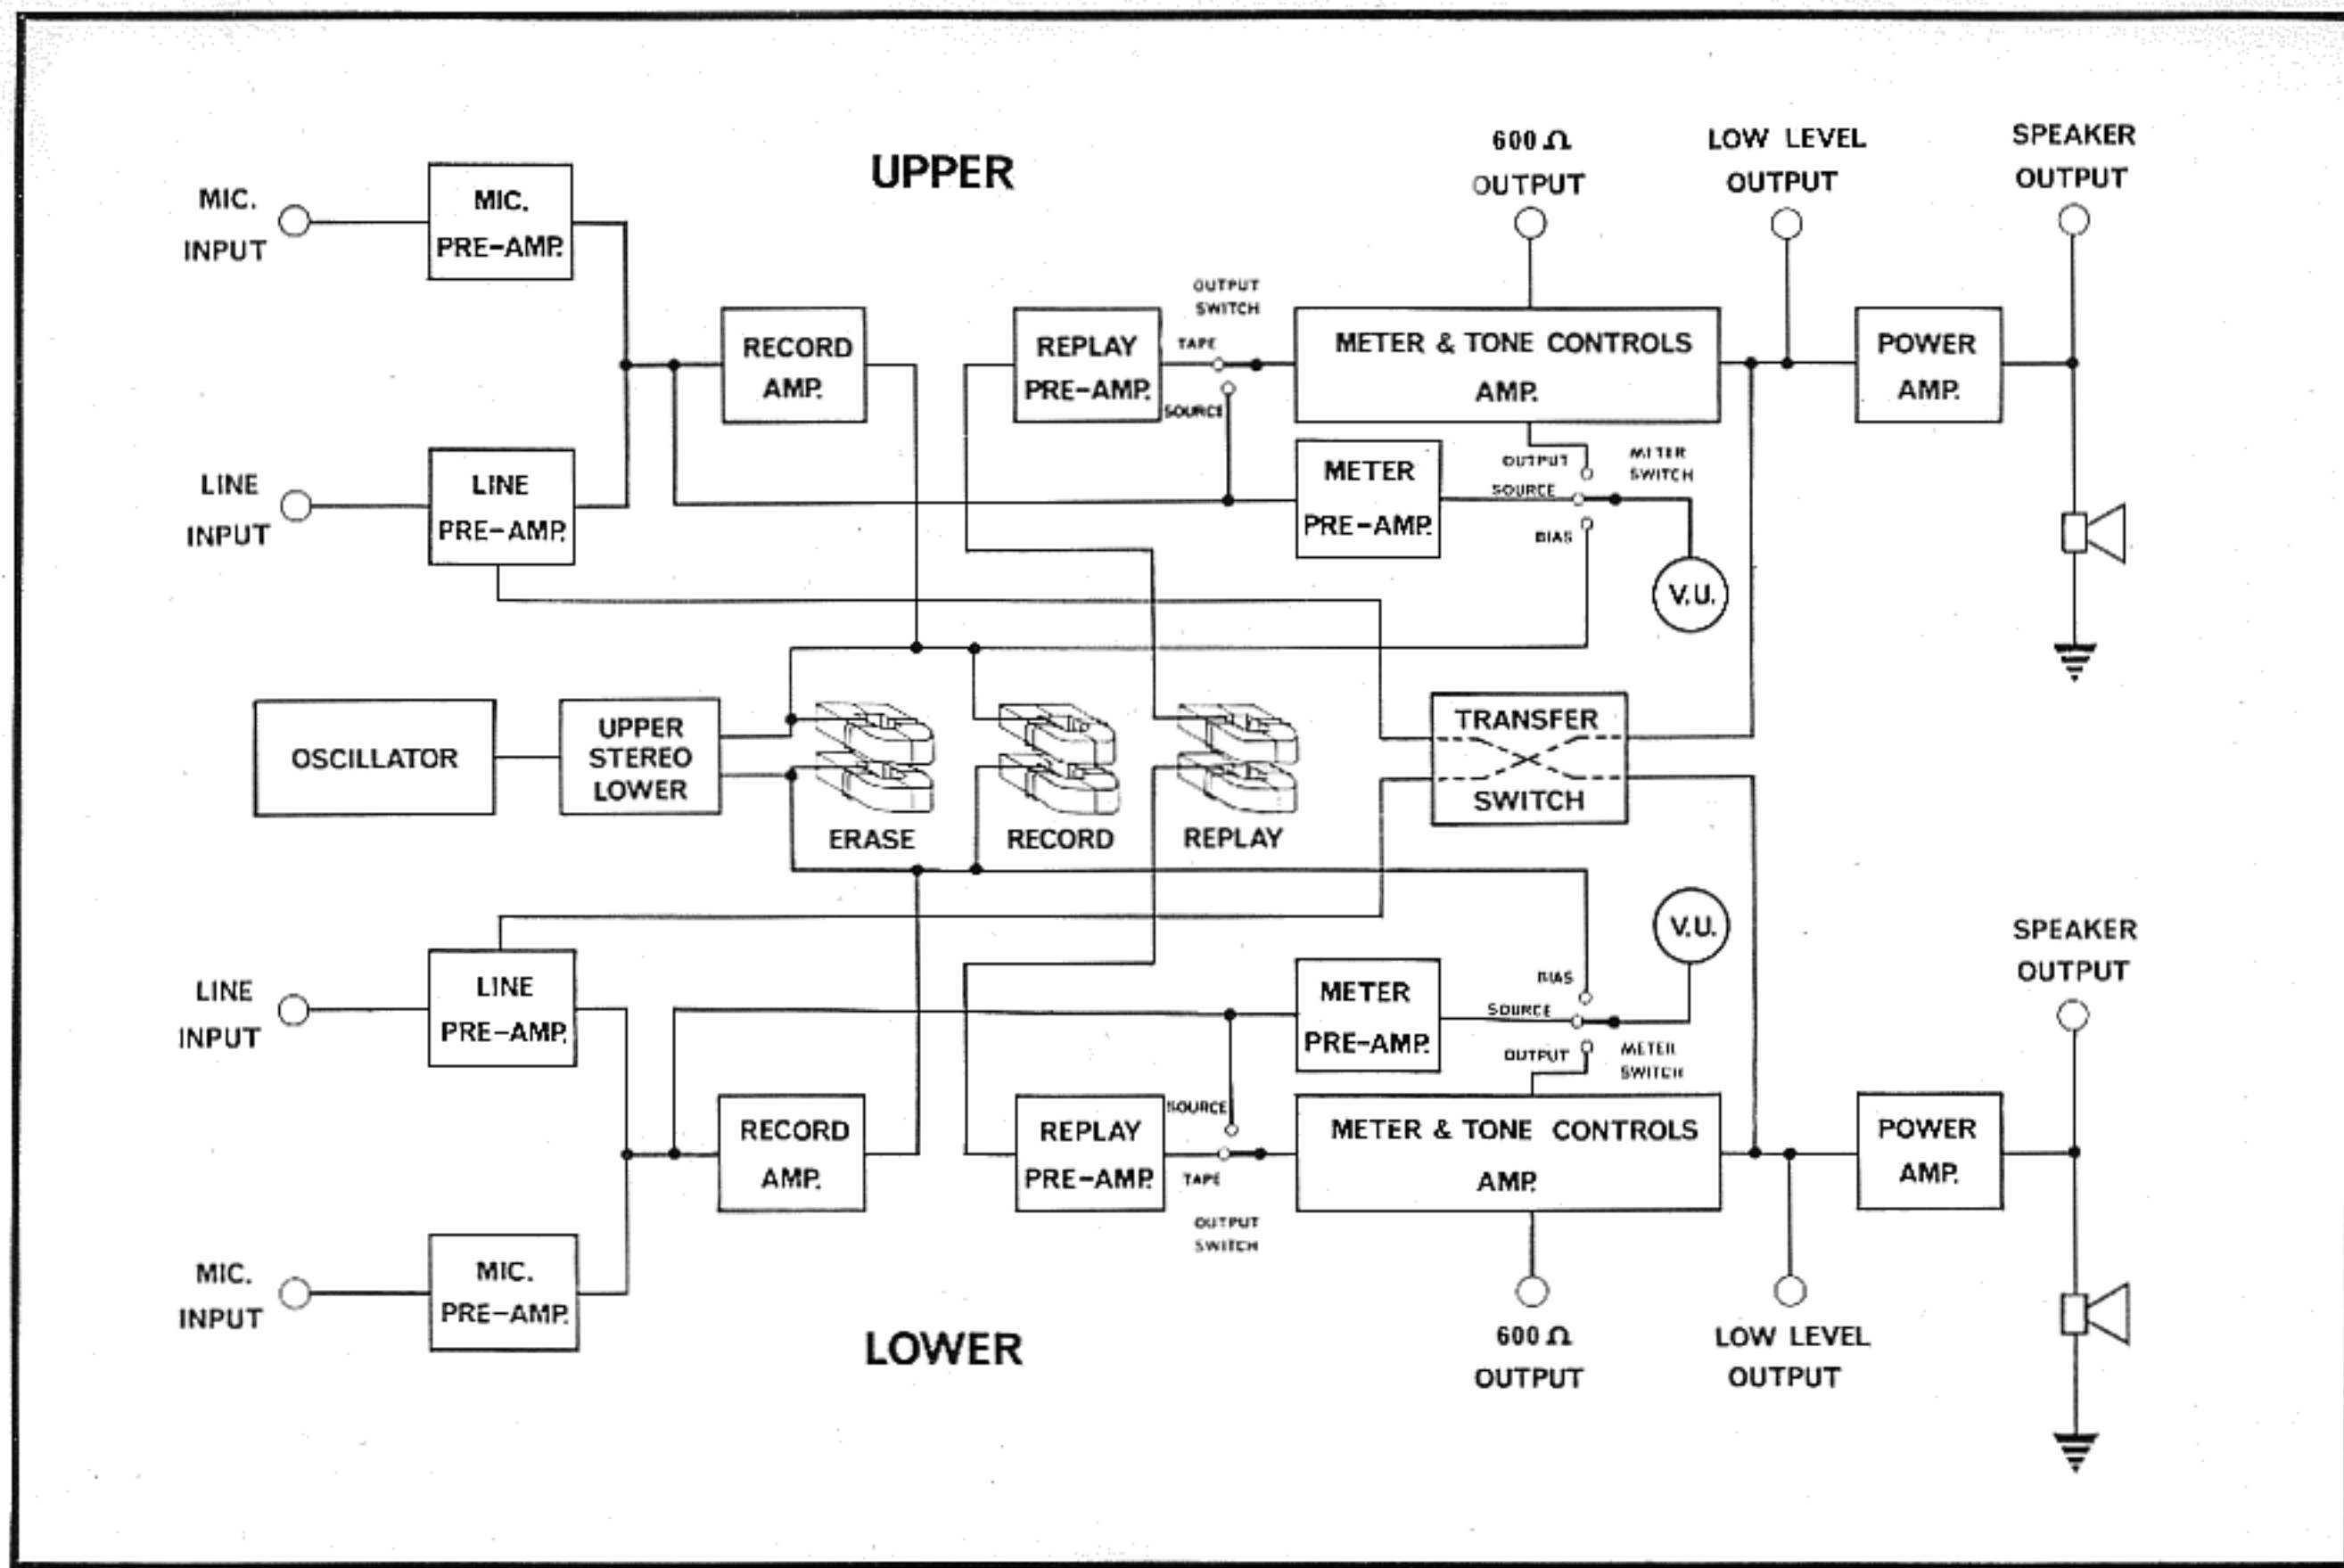 600 Ω
OUTPUT
LOW LEVEL
OUTPUT
SPEAKER
OUTPUT
UPPER
MIC.
INPUT
MIC.
PRE-AMP.
OUTPUT
SWITCH
RECORD
AMP.
REPLAY
PRE-AMP.
TAPE
SOURCE
METER & TONE CONTROLS
AMP.
POWER
AMP.
LINE
INPUT
LINE
PRE-AMP.
METER
PRE-AMP.
OUTPUT
SOURCE
BIAS
METER
SWITCH
V.U.
OSCILLATOR
UPPER
STEREO
LOWER
ERASE
RECORD
REPLAY
TRANSFER
SWITCH
V.U.
SPEAKER
OUTPUT
LINE
INPUT
LINE
PRE-AMP.
METER
PRE-AMP.
BIAS
SOURCE
OUTPUT
METER
SWITCH
RECORD
AMP.
REPLAY
PRE-AMP.
SOURCE
TAPE
OUTPUT
SWITCH
METER & TONE CONTROLS
AMP.
POWER
AMP.
MIC.
INPUT
MIC.
PRE-AMP.
LOWER
600 Ω
OUTPUT
LOW LEVEL
OUTPUT